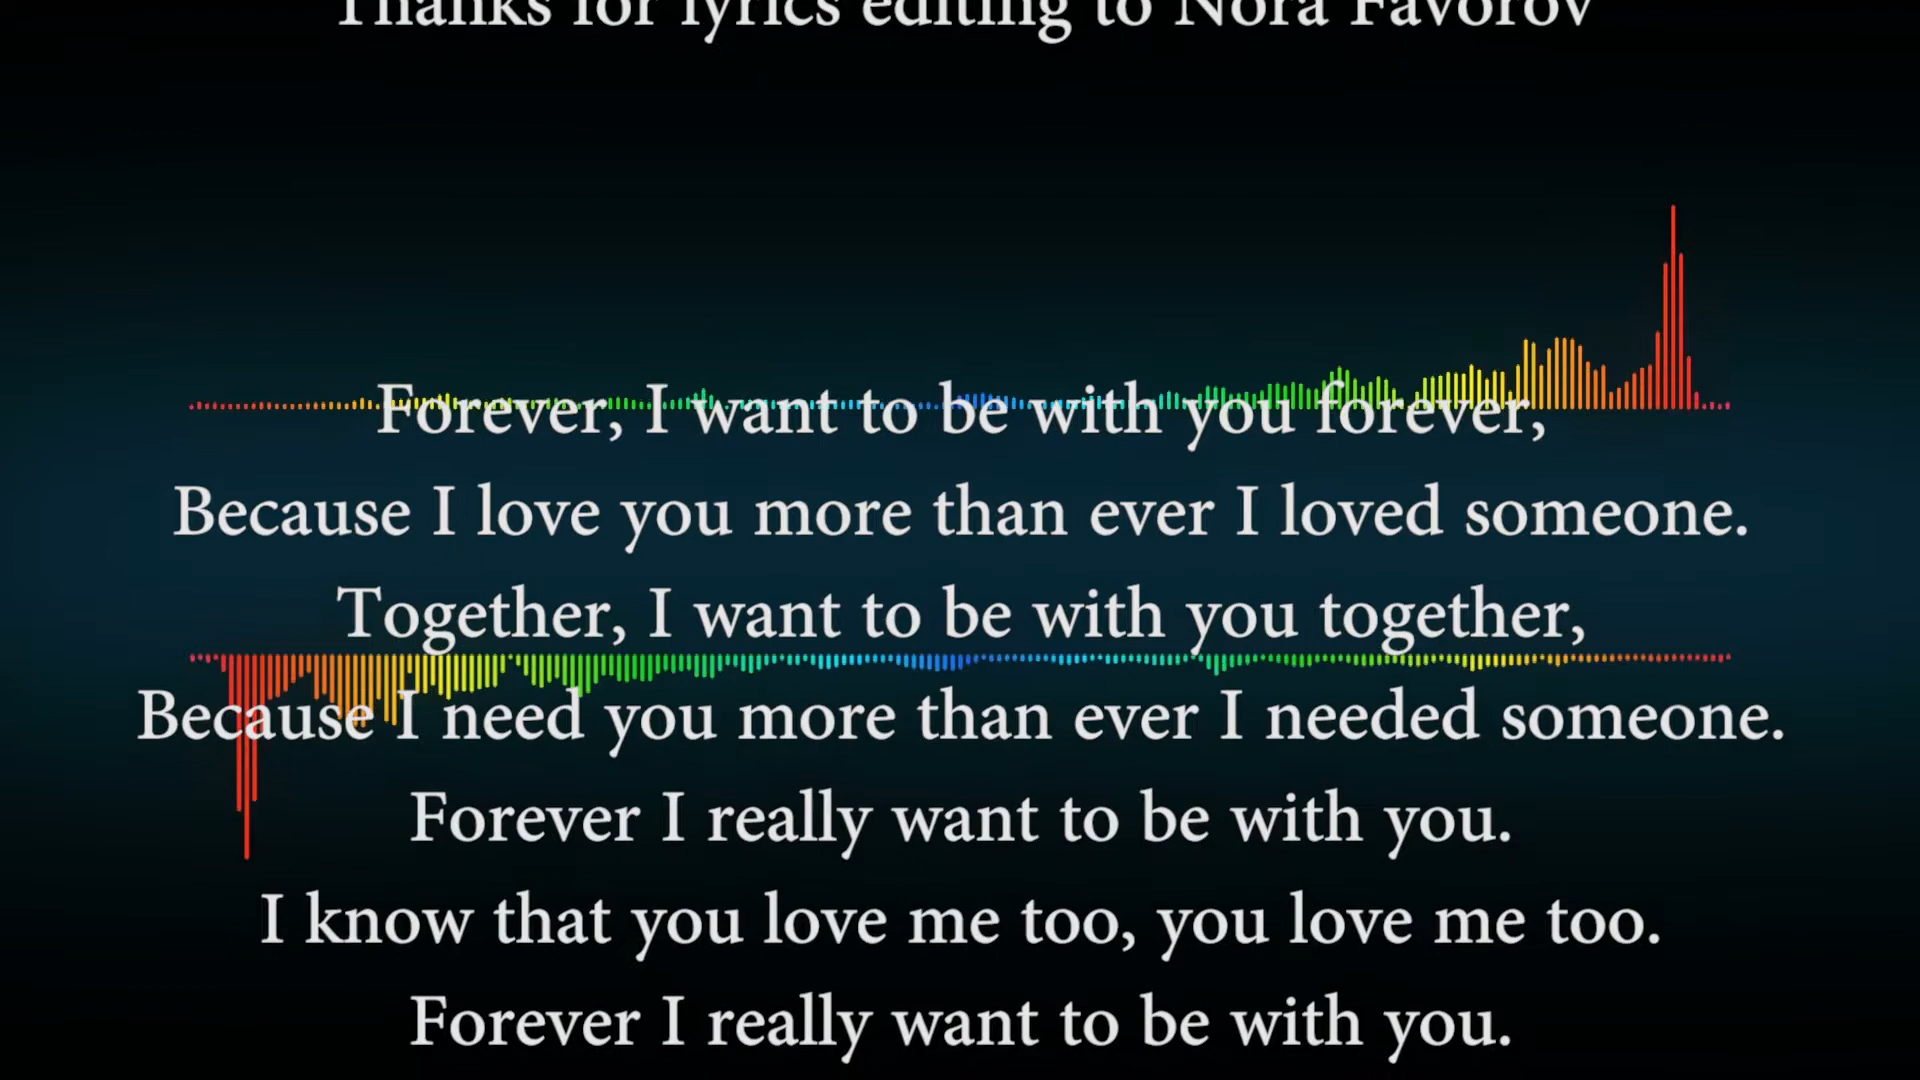 Thanks for lyrics editing to Nora Favorov
Forever, I want to be with you forever,
Because I love you more than ever I loved someone.
Together, I want to be with you together,
Because I need you more than ever I needed someone.
Forever I really want to be with you.
I know that you love me too, you love me too.
Forever I really want to be with you.